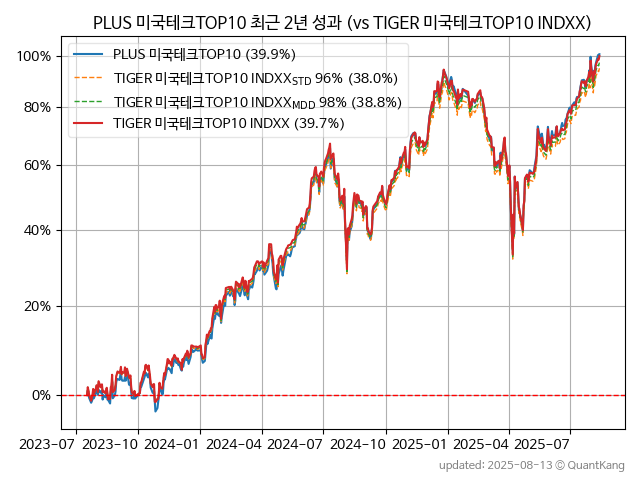 PLUS 미국테크TOP10 최근 2년 성과 (vs TIGER 미국테크TOP10 INDXX)
PLUS 미국테크TOP10 (39.9%)
TIGER 미국테크TOP10 INDXX_STD 96% (38.0%)
TIGER 미국테크TOP10 INDXX_MDD 98% (38.8%)
TIGER 미국테크TOP10 INDXX (39.7%)
100%
80%
60%
40%
20%
0%
2023-07 2023-10 2024-01 2024-04 2024-07 2024-10 2025-01 2025-04 2025-07
updated: 2025-08-13 ⓒ QuantKang